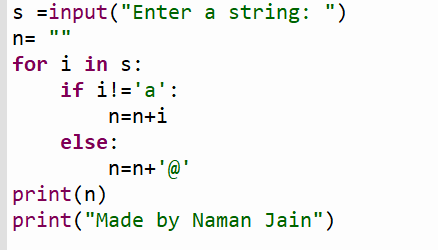 s =input("Enter a string: ")
n= ""
for i in s:
    if i!='a':
        n=n+i
    else:
        n=n+'@'
print(n)
print("Made by Naman Jain")